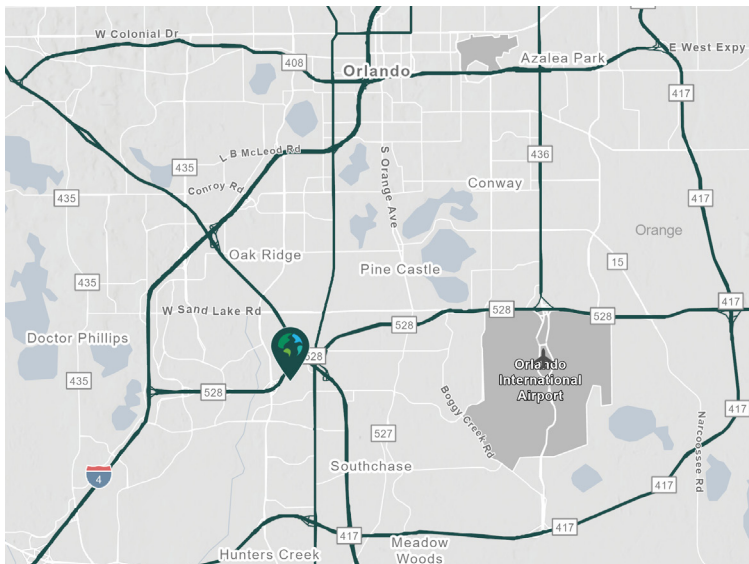 W Colonial Dr
E West Expy
408
Azalea Park
Orlando
417
L B McLeod Rd
436
435
Conroy Rd
S Orange Ave
Conway
435
417
Orange
Oak Ridge
Pine Castle
15
435
417
W Sand Lake Rd
528
528
528
Doctor Phillips
528
Orlando
International
Airport
435
528
Boggy Creek Rd
417
Narcoossee Rd
527
Southchase
4
417
417
417
Meadow
Woods
Hunters Creek